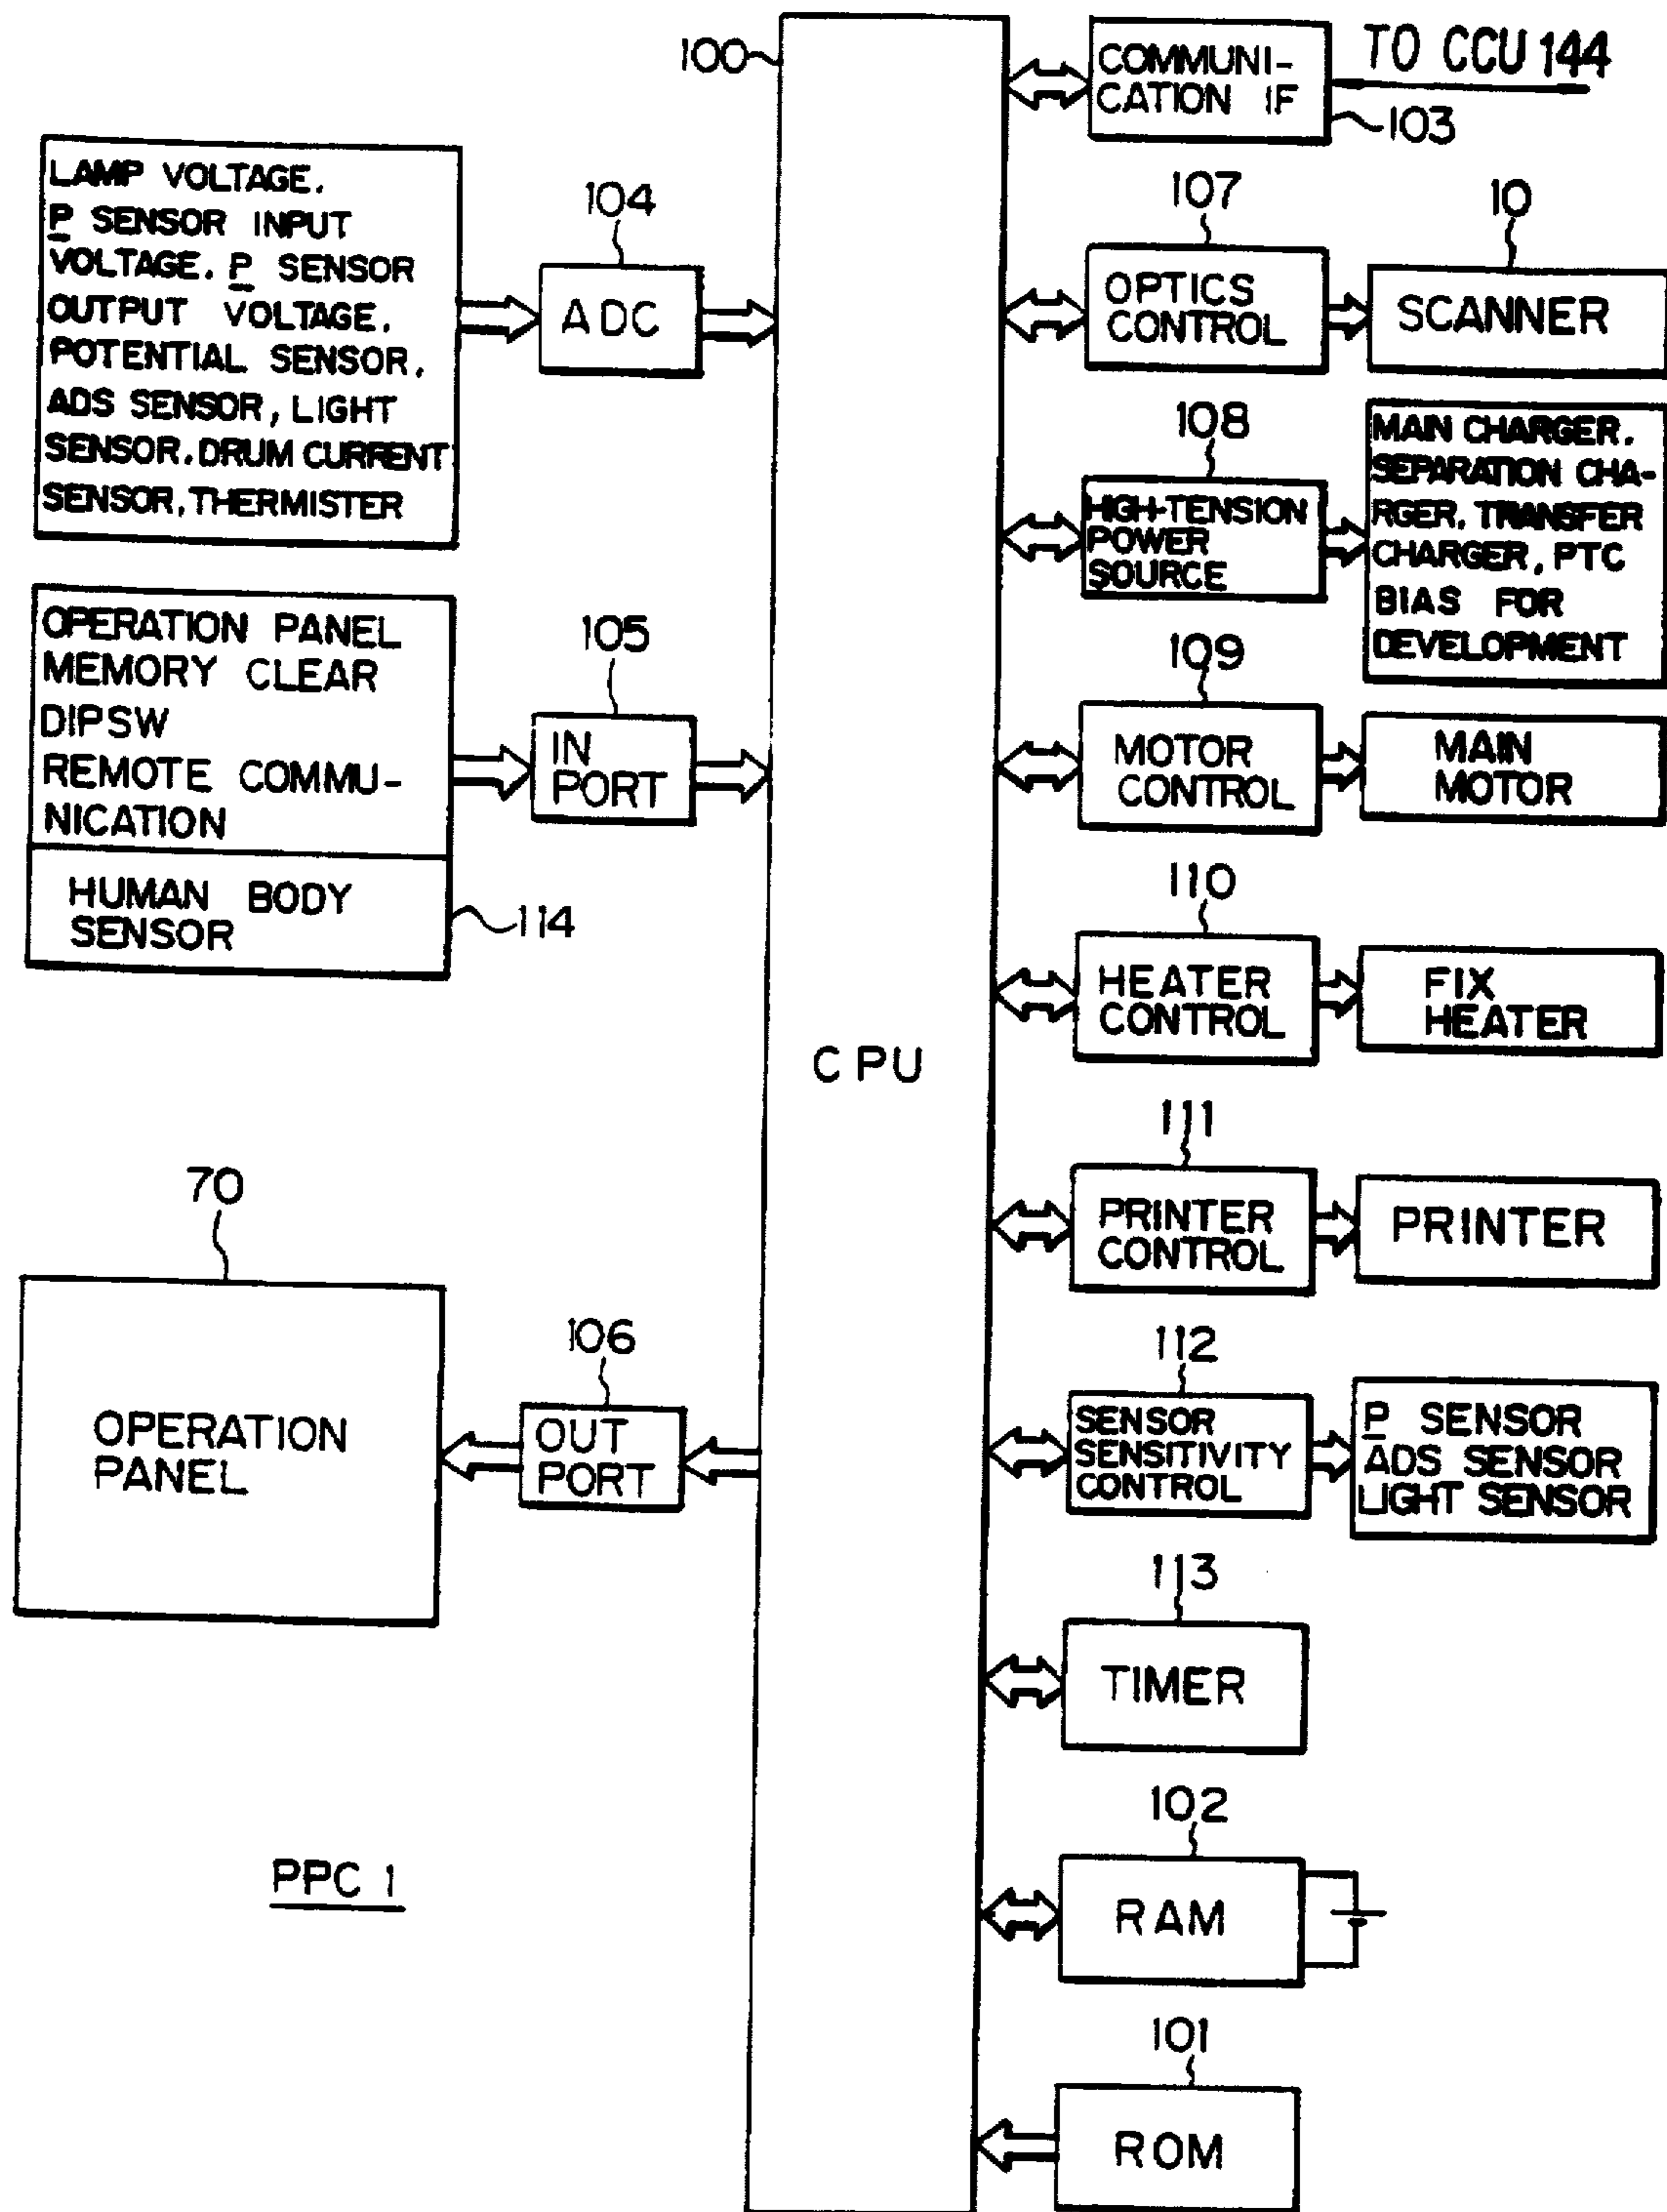 100
COMMUNI-
CATION IF
TO CCU 144
103
LAMP VOLTAGE.
P SENSOR INPUT
VOLTAGE. P SENSOR
OUTPUT VOLTAGE.
POTENTIAL SENSOR.
ADS SENSOR, LIGHT
SENSOR. DRUM CURRENT
SENSOR. THERMISTER
104
ADC
107
OPTICS
CONTROL
10
SCANNER
108
HIGH-TENSION
POWER
SOURCE
MAIN CHARGER.
SEPARATION CHA-
RGER. TRANSFER
CHARGER, PTC
BIAS FOR
DEVELOPMENT
OPERATION PANEL
MEMORY CLEAR
DIPSW
REMOTE COMMU-
NICATION
HUMAN BODY
SENSOR
114
105
IN
PORT
109
MOTOR
CONTROL
MAIN
MOTOR
110
HEATER
CONTROL
FIX
HEATER
CPU
111
PRINTER
CONTROL
PRINTER
70
OPERATION
PANEL
106
OUT
PORT
112
SENSOR
SENSITIVITY
CONTROL
P SENSOR
ADS SENSOR
LIGHT SENSOR
113
TIMER
102
RAM
PPC 1
101
ROM